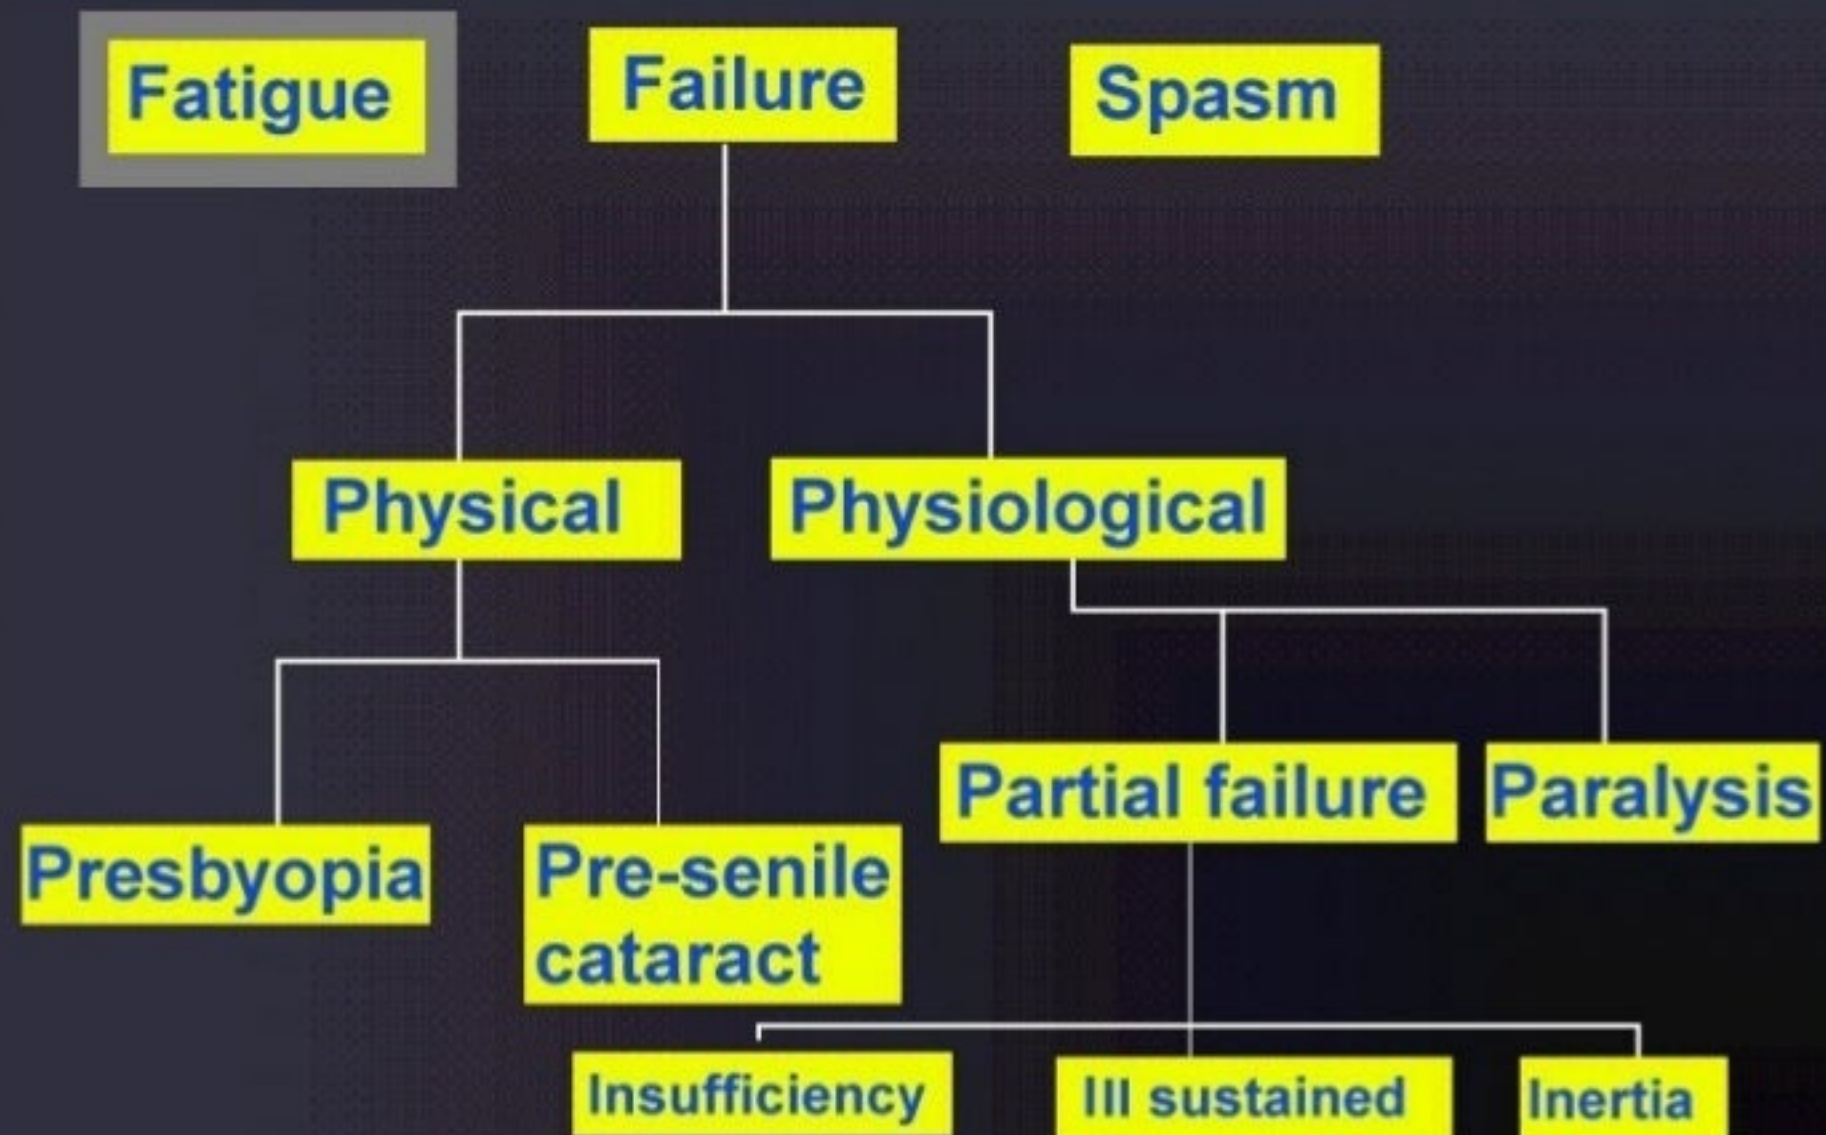 Fatigue
Failure
Spasm
Physical
Physiological
Partial failure
Paralysis
Presbyopia
Pre-senile
cataract
Insufficiency
Ill sustained
Inertia